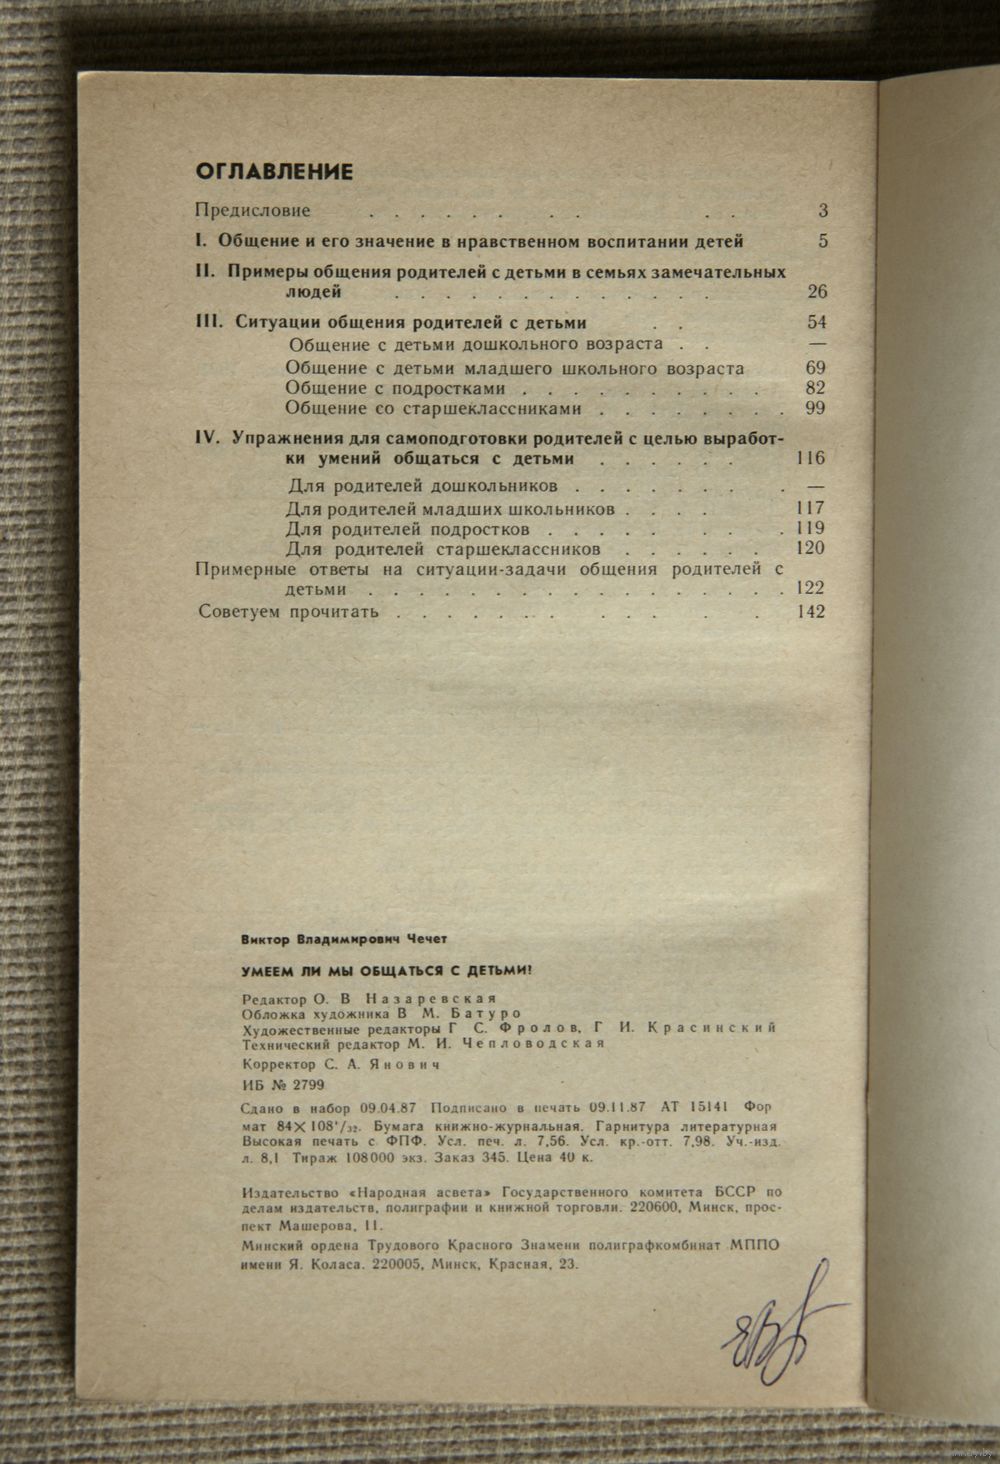 ОГЛАВЛЕНИЕ
Предисловие . . . . . . . . . . 3
I. Общение и его значение в нравственном воспитании детей 5
II. Примеры общения родителей с детьми в семьях замечательных
людей . . . . . . . . . . . . . 26
III. Ситуации общения родителей с детьми . . 54
Общение с детьми дошкольного возраста . . —
Общение с детьми младшего школьного возраста 69
Общение с подростками . . . . . . . . . . 82
Общение со старшеклассниками . . . . . . . . 99
IV. Упражнения для самоподготовки родителей с целью выработ-
ки умений общаться с детьми . . . . . . 116
Для родителей дошкольников . . . . . . . . —
Для родителей младших школьников . . . . 117
Для родителей подростков . . . . . . . . 119
Для родителей старшеклассников . . . . . . 120
Примерные ответы на ситуации-задачи общения родителей с
детьми . . . . . . . . . . . . . . . . . 122
Советуем прочитать . . . . . . . . . . . . 142
Виктор Владимирович Чечет
УМЕЕМ ЛИ МЫ ОБЩАТЬСЯ С ДЕТЬМИ?
Редактор О. В Назаревская
Обложка художника В М. Батуро
Художественные редакторы Г С. Фролов, Г И. Красинский
Технический редактор М. И. Чепловодская
Корректор С. А. Янович
ИБ № 2799
Сдано в набор 09.04.87 Подписано в печать 09.11.87 АТ 15141 Фор
мат 84×108¹/₃₂. Бумага книжно-журнальная. Гарнитура литературная
Высокая печать с ФПФ. Усл. печ. л. 7,56. Усл. кр.-отт. 7,98. Уч.-изд.
л. 8,1 Тираж 108000 экз. Заказ 345. Цена 40 к.
Издательство «Народная асвета» Государственного комитета БССР по
делам издательств, полиграфии и книжной торговли. 220600, Минск, прос-
пект Машерова, 11.
Минский ордена Трудового Красного Знамени полиграфкомбинат МППО
имени Я. Коласа. 220005, Минск, Красная, 23.